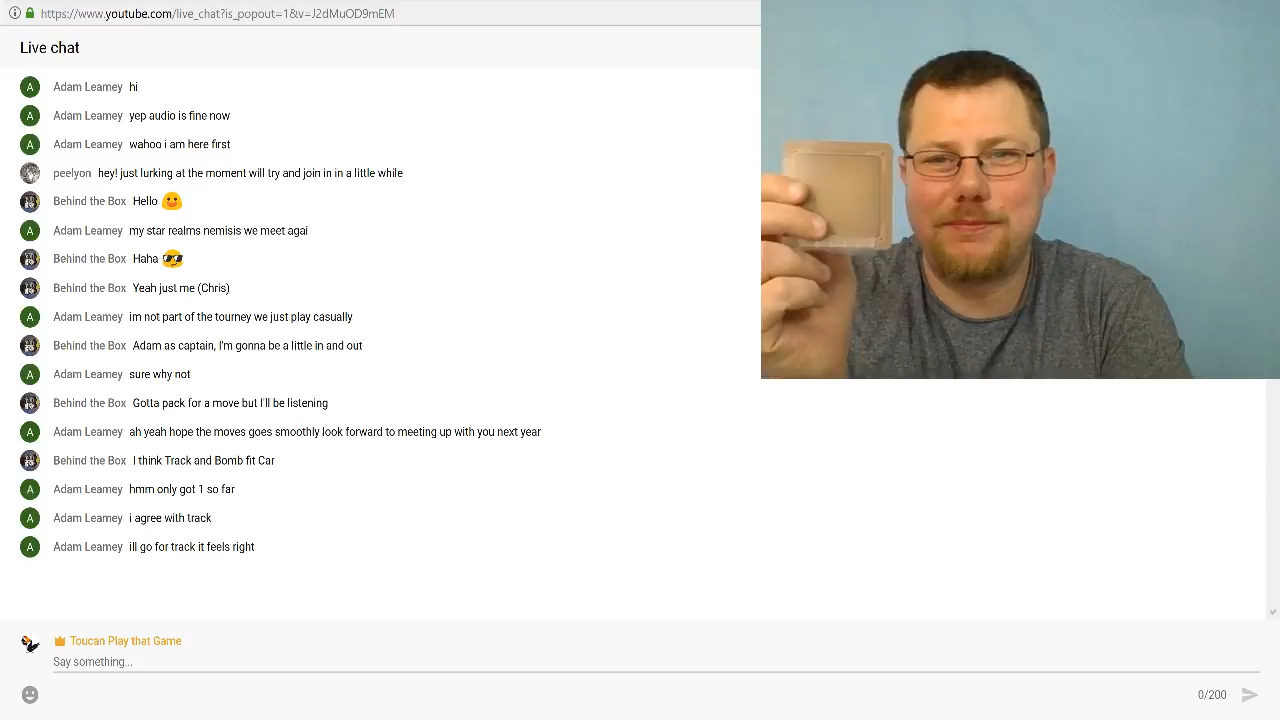 https://www.youtube.com/live_chat?is_popout=1&v=J2dMuOD9mEM
Live chat
Adam Leamey hi
Adam Leamey yep audio is fine now
Adam Leamey wahoo i am here first
peelyon hey! just lurking at the moment will try and join in in a little while
Behind the Box Hello
Adam Leamey my star realms nemisis we meet agai
Behind the Box Haha
Behind the Box Yeah just me (Chris)
Adam Leamey im not part of the tourney we just play casually
Behind the Box Adam as captain, I'm gonna be a little in and out
Adam Leamey sure why not
Behind the Box Gotta pack for a move but I'll be listening
Adam Leamey ah yeah hope the moves goes smoothly look forward to meeting up with you next year
Behind the Box I think Track and Bomb fit Car
Adam Leamey hmm only got 1 so far
Adam Leamey i agree with track
Adam Leamey ill go for track it feels right
Toucan Play that Game
Say something...
0/200